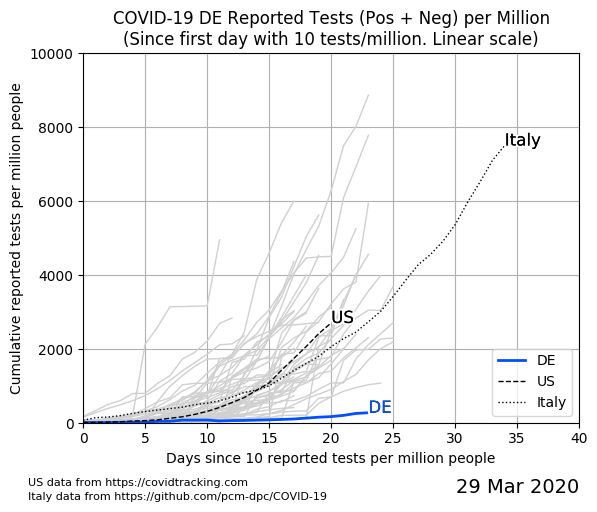 COVID-19 DE Reported Tests (Pos + Neg) per Million
(Since first day with 10 tests/million. Linear scale)
Cumulative reported tests per million people
10000
8000
6000
4000
2000
0
Italy
US
DE
DE
US
Italy
0 5 10 15 20 25 30 35 40
Days since 10 reported tests per million people
US data from https://covidtracking.com
Italy data from https://github.com/pcm-dpc/COVID-19
29 Mar 2020